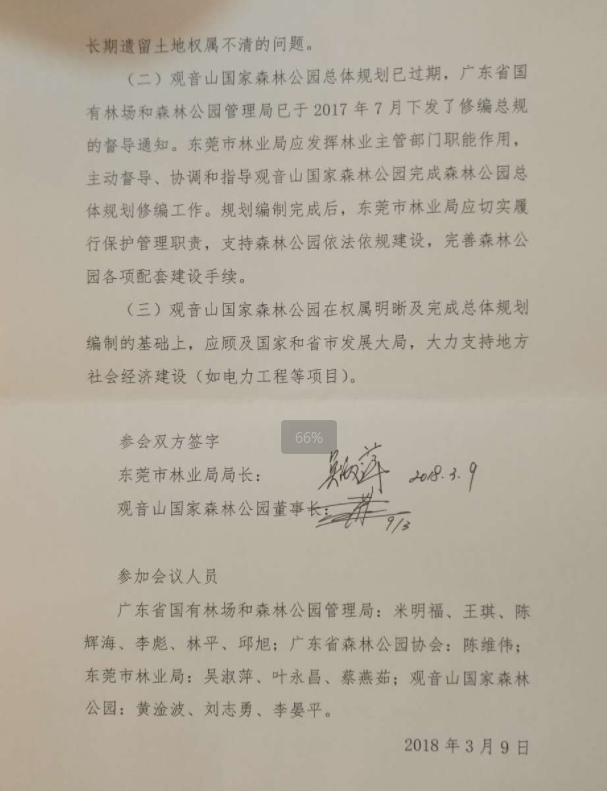 长期遗留土地权属不清的问题。
（二）观音山国家森林公园总体规划已过期，广东省国
有林场和森林公园管理局已于 2017 年 7 月下发了修编总规
的督导通知。东莞市林业局应发挥林业主管部门职能作用，
主动督导、协调和指导观音山国家森林公园完成森林公园总
体规划修编工作。规划编制完成后，东莞市林业局应切实履
行保护管理职责，支持森林公园依法依规建设，完善森林公
园各项配套建设手续。
（三）观音山国家森林公园在权属明晰及完成总体规划
编制的基础上，应顾及国家和省市发展大局，大力支持地方
社会经济建设（如电力工程等项目）。
66%
参会双方签字
东莞市林业局局长： 吴淑萍 2018.3.9
观音山国家森林公园董事长： 9/3
参加会议人员
广东省国有林场和森林公园管理局：米明福、王琪、陈
辉海、李彪、林平、邱旭；广东省森林公园协会：陈维伟；
东莞市林业局：吴淑萍、叶永昌、蔡燕茹；观音山国家森林
公园：黄淦波、刘志勇、李晏平。
2018 年 3 月 9 日